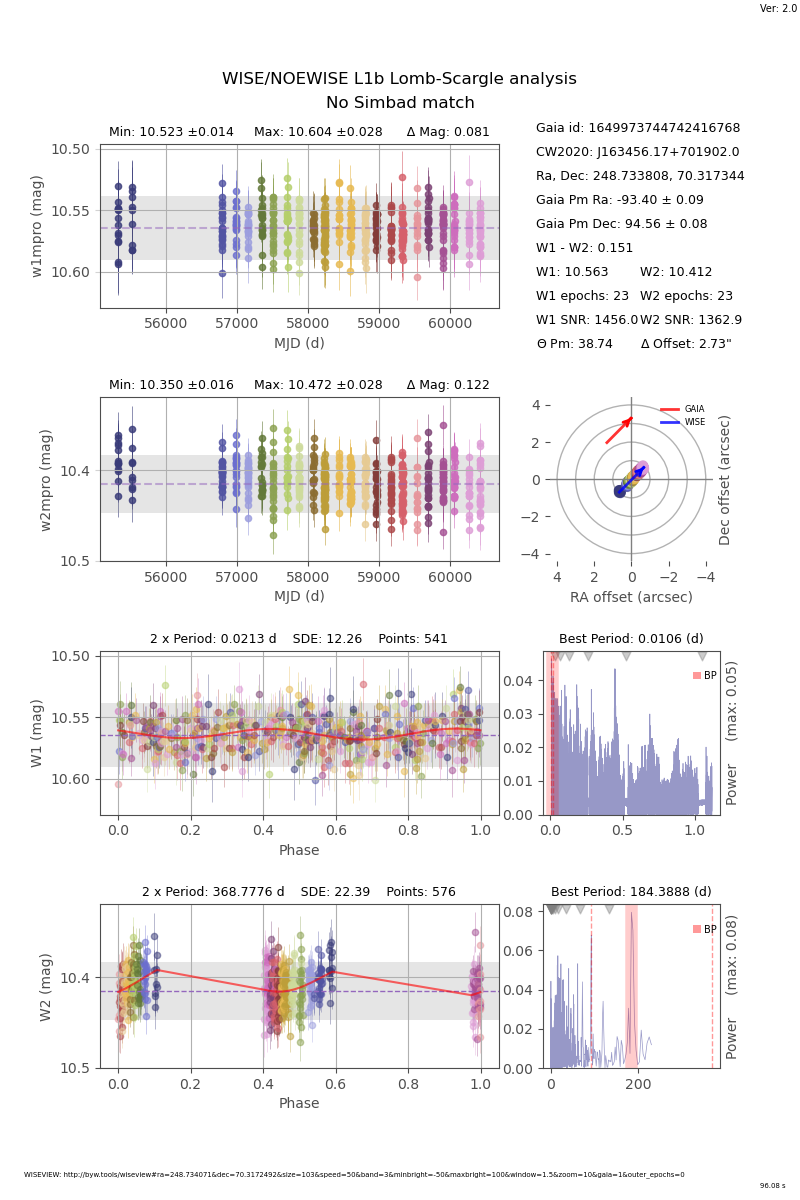 Ver: 2.0
WISE/NOEWISE L1b Lomb-Scargle analysis
No Simbad match
Min: 10.523 ±0.014 Max: 10.604 ±0.028 Δ Mag: 0.081
10.50
10.55
10.60
w1mpro (mag)
56000 57000 58000 59000 60000
MJD (d)
Gaia id: 1649973744742416768
CW2020: J163456.17+701902.0
Ra, Dec: 248.733808, 70.317344
Gaia Pm Ra: -93.40 ± 0.09
Gaia Pm Dec: 94.56 ± 0.08
W1 - W2: 0.151
W1: 10.563 W2: 10.412
W1 epochs: 23 W2 epochs: 23
W1 SNR: 1456.0 W2 SNR: 1362.9
Θ Pm: 38.74 Δ Offset: 2.73"
Min: 10.350 ±0.016 Max: 10.472 ±0.028 Δ Mag: 0.122
10.4
10.5
w2mpro (mag)
56000 57000 58000 59000 60000
MJD (d)
GAIA
WISE
4
2
0
−2
−4
4 2 0 −2 −4
RA offset (arcsec)
Dec offset (arcsec)
2 x Period: 0.0213 d SDE: 12.26 Points: 541
10.50
10.55
10.60
W1 (mag)
0.0 0.2 0.4 0.6 0.8 1.0
Phase
Best Period: 0.0106 (d)
BP
0.04
0.03
0.02
0.01
0.00
0.0 0.5 1.0
Power (max: 0.05)
2 x Period: 368.7776 d SDE: 22.39 Points: 576
10.4
10.5
W2 (mag)
0.0 0.2 0.4 0.6 0.8 1.0
Phase
Best Period: 184.3888 (d)
BP
0.08
0.06
0.04
0.02
0.00
0 200
Power (max: 0.08)
WISEVIEW: http://byw.tools/wiseview#ra=248.734071&dec=70.3172492&size=103&speed=50&band=3&minbright=-50&maxbright=100&window=1.5&zoom=10&gaia=1&outer_epochs=0
96.08 s